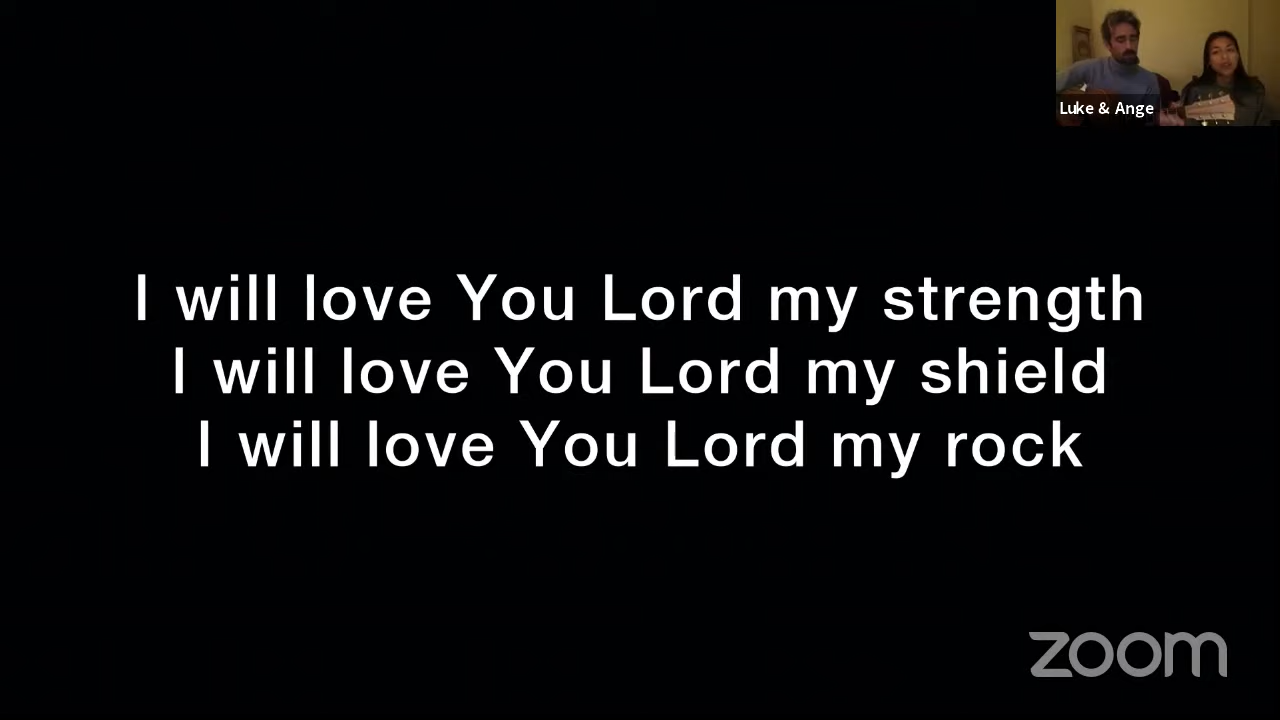 Luke & Ange
I will love You Lord my strength
I will love You Lord my shield
I will love You Lord my rock
zoom